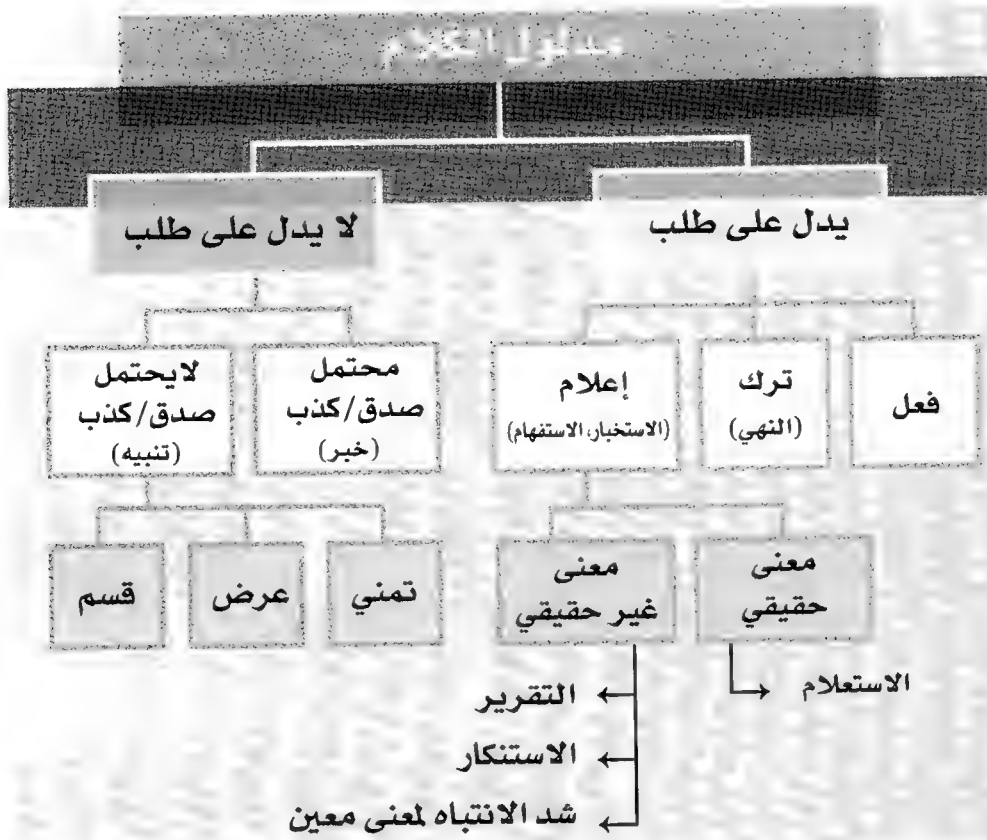 مدلول الكلام
يدل على طلب
لا يدل على طلب
فعل
ترك
(النهي)
إعلام
(الاستخبار، الاستفهام)
محتمل
صدق/كذب
(خبر)
لايحتمل
صدق/كذب
(تنبيه)
معنى
حقيقي
معنى
غير حقيقي
تمني
عرض
قسم
الاستعلام
التقرير
الاستنكار
شد الانتباه لمعنى معين